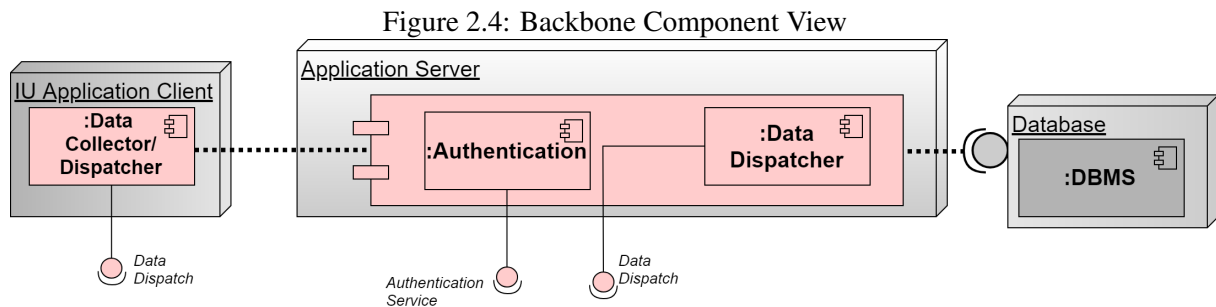 Figure 2.4: Backbone Component View
IU Application Client
:Data
Collector/
Dispatcher
Data
Dispatch
Application Server
:Authentication
:Data
Dispatcher
Authentication
Service
Data
Dispatch
Database
:DBMS